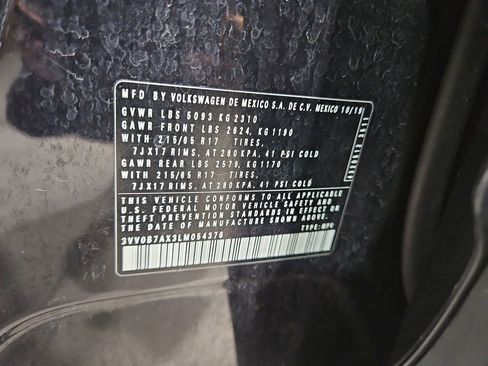 MFD BY VOLKSWAGEN DE MEXICO S.A. DE C.V. MEXICO 10/19
GVWR LBS 5093 KG 2310
GAWR FRONT LBS 2624, KG 1190
WITH 215/65 R17 TIRES,
7JX17 RIMS, AT 280 KPA, 41 PSI COLD
GAWR REAR LBS 2579, KG 1170
WITH 215/65 R17 TIRES,
7JX17 RIMS, AT 280 KPA, 41 PSI COLD
THIS VEHICLE CONFORMS TO ALL APPLICABLE
U.S. FEDERAL MOTOR VEHICLE SAFETY AND
THEFT PREVENTION STANDARDS IN EFFECT ON
THE DATE OF MANUFACTURE SHOWN ABOVE.
3VV0B7AX3LM054376 TYPE: MPV